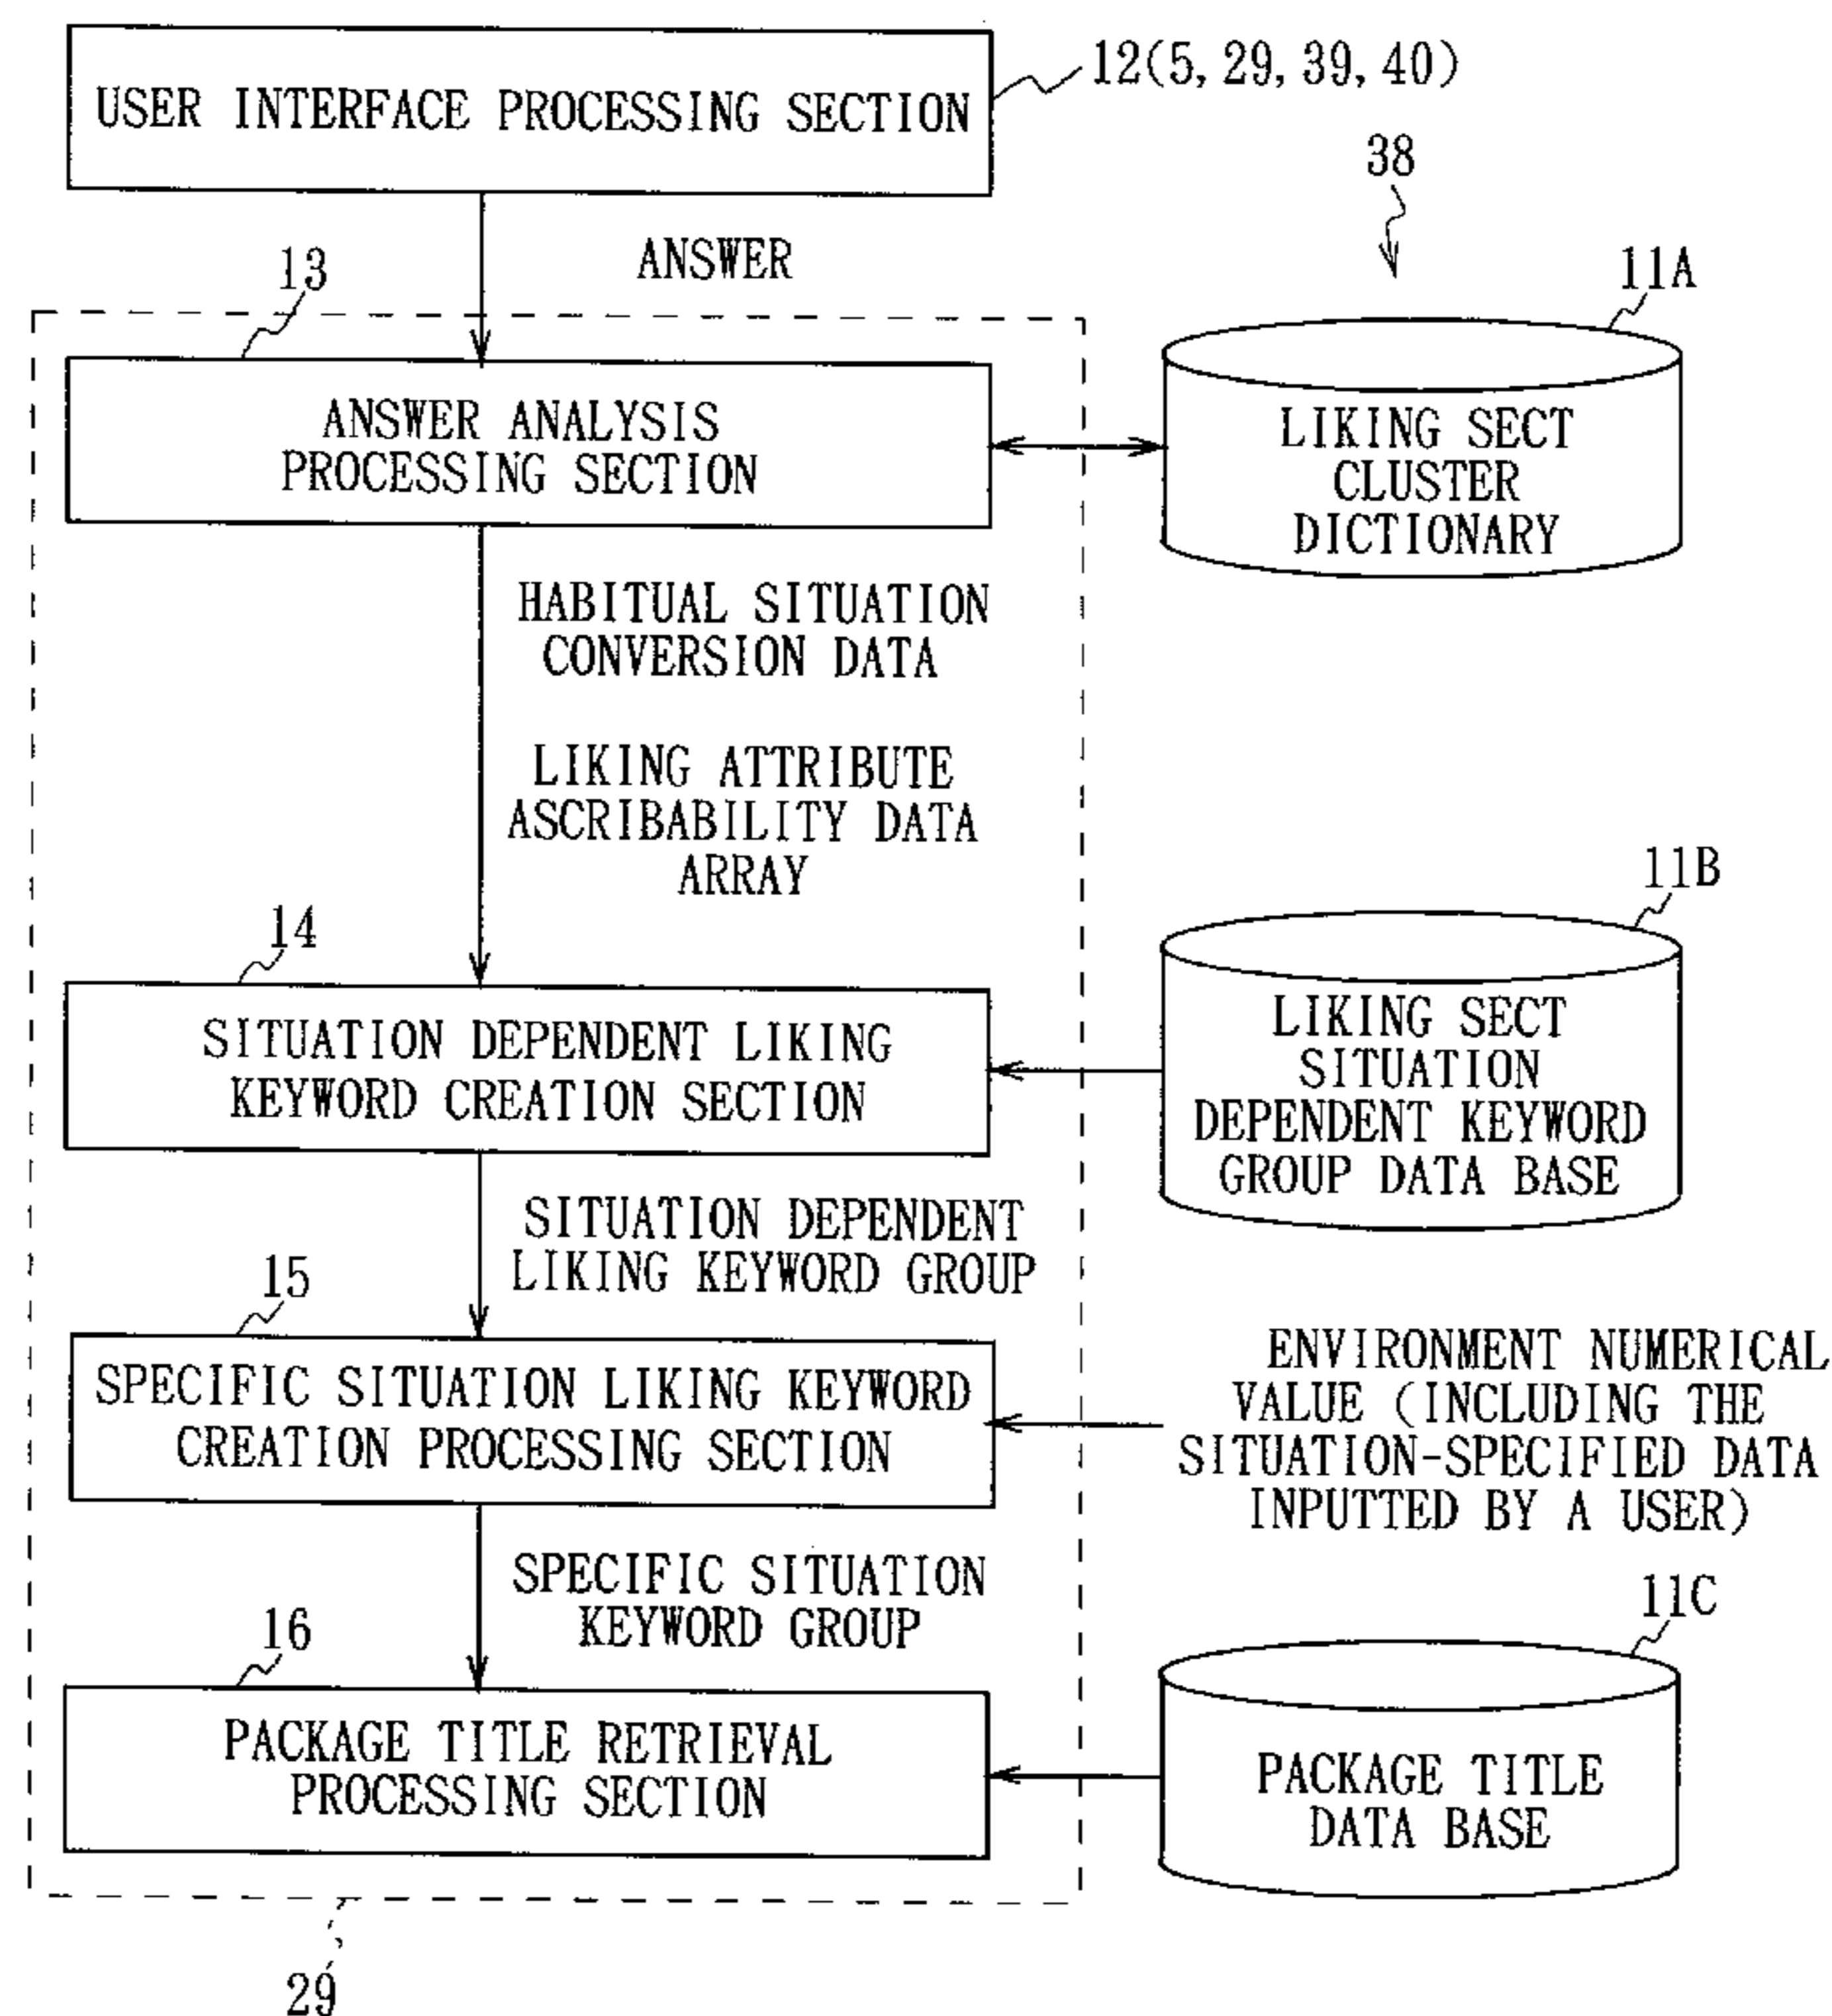 USER INTERFACE PROCESSING SECTION
12(5, 29, 39, 40)
38
ANSWER
13
11A
ANSWER ANALYSIS
PROCESSING SECTION
LIKING SECT
CLUSTER
DICTIONARY
HABITUAL SITUATION
CONVERSION DATA
LIKING ATTRIBUTE
ASCRIBABILITY DATA
ARRAY
14
11B
SITUATION DEPENDENT LIKING
KEYWORD CREATION SECTION
LIKING SECT
SITUATION
DEPENDENT KEYWORD
GROUP DATA BASE
SITUATION DEPENDENT
LIKING KEYWORD GROUP
15
SPECIFIC SITUATION LIKING KEYWORD
CREATION PROCESSING SECTION
ENVIRONMENT NUMERICAL
VALUE (INCLUDING THE
SITUATION-SPECIFIED DATA
INPUTTED BY A USER)
SPECIFIC SITUATION
KEYWORD GROUP
16
11C
PACKAGE TITLE RETRIEVAL
PROCESSING SECTION
PACKAGE TITLE
DATA BASE
29